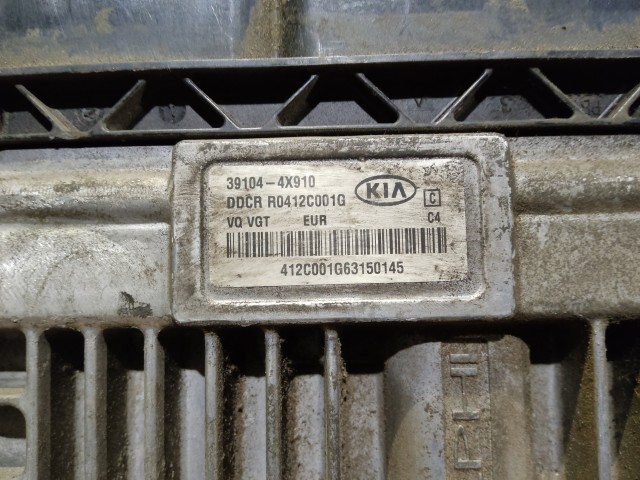 39104-4X910
KIA
C
DDCR R0412C001G
VQ VGT EUR C4
412C001G63150145